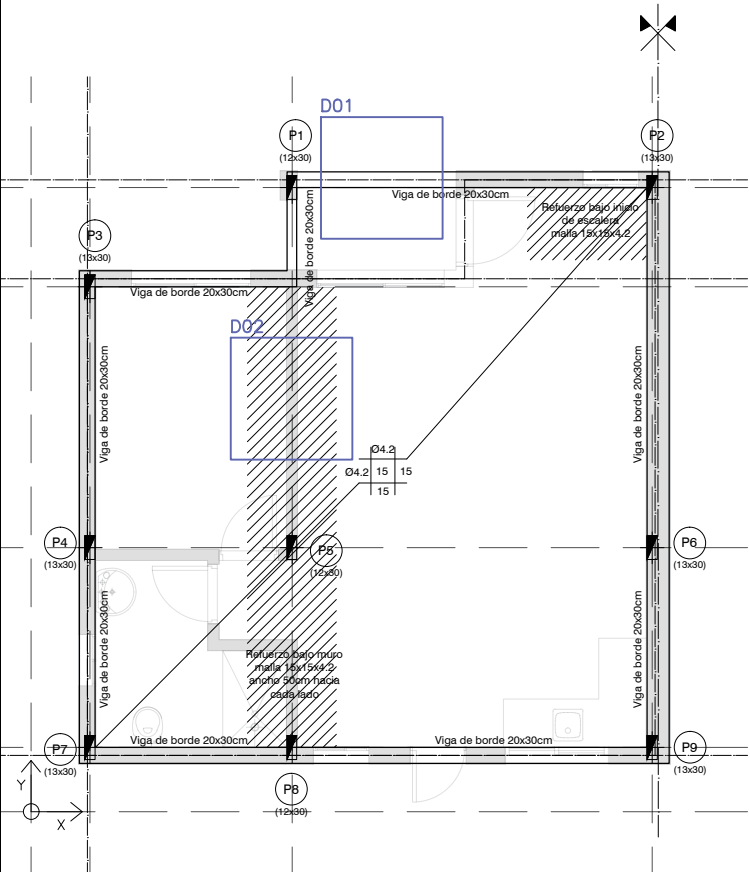 D01
P1
(12x30)
P2
(13x30)
Viga de borde 20x30cm
Refuerzo bajo inicio
de escalera
malla 15x15x4.2
Viga de borde 20x30cm
P3
(13x30)
Viga de borde 20x30cm
D02
Viga de borde 20x30cm
Viga de borde 20x30cm
Ø4.2
Ø4.2
15
15
15
P4
(13x30)
P5
(12x30)
P6
(13x30)
Viga de borde 20x30cm
Viga de borde 20x30cm
Refuerzo bajo muro
malla 15x15x4.2
ancho 50cm hacia
cada lado
Viga de borde 20x30cm
Viga de borde 20x30cm
P7
(13x30)
P8
(12x30)
P9
(13x30)
Y
X